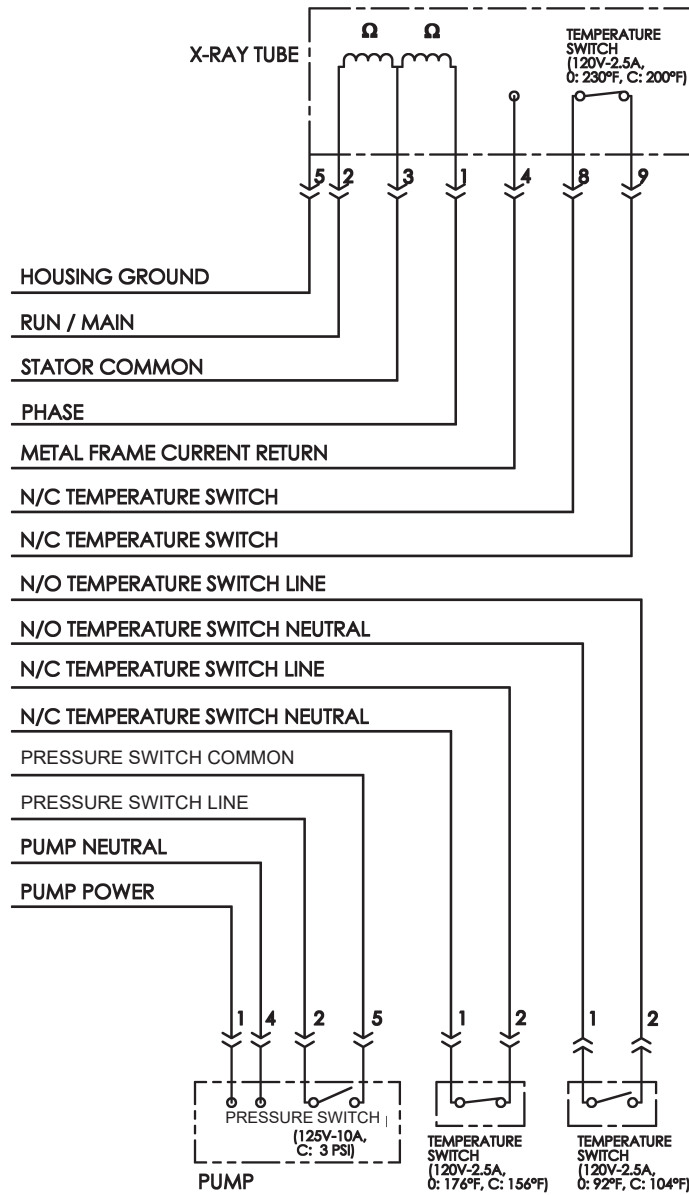 Ω Ω
X-RAY TUBE
TEMPERATURE
SWITCH
(120V-2.5A,
0: 230°F, C: 200°F)
5 2 3 1 4 8 9
HOUSING GROUND
RUN / MAIN
STATOR COMMON
PHASE
METAL FRAME CURRENT RETURN
N/C TEMPERATURE SWITCH
N/C TEMPERATURE SWITCH
N/O TEMPERATURE SWITCH LINE
N/O TEMPERATURE SWITCH NEUTRAL
N/C TEMPERATURE SWITCH LINE
N/C TEMPERATURE SWITCH NEUTRAL
PRESSURE SWITCH COMMON
PRESSURE SWITCH LINE
PUMP NEUTRAL
PUMP POWER
1 4 2 5 1 2 1 2
PRESSURE SWITCH
(125V-10A,
C: 3 PSI)
PUMP
TEMPERATURE
SWITCH
(120V-2.5A,
0: 176°F, C: 156°F)
TEMPERATURE
SWITCH
(120V-2.5A,
0: 92°F, C: 104°F)